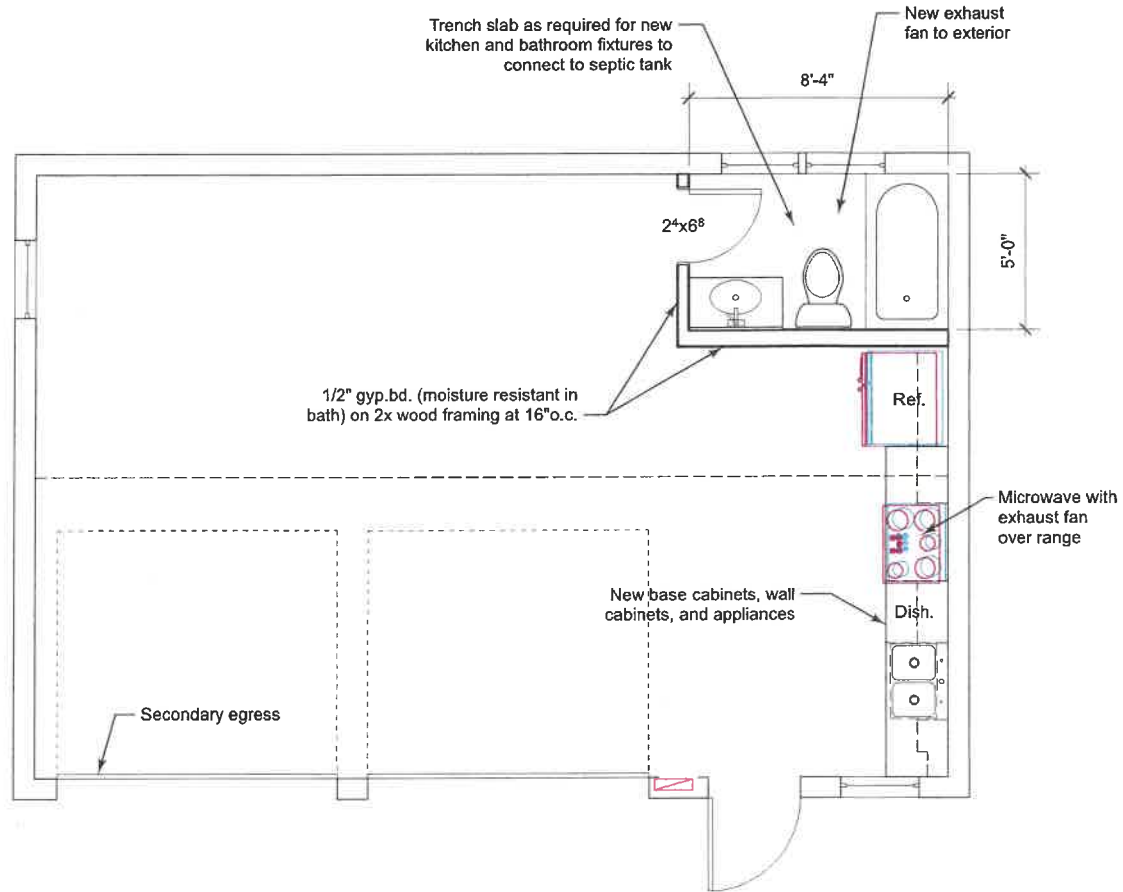 Trench slab as required for new
kitchen and bathroom fixtures to
connect to septic tank
New exhaust
fan to exterior
8'-4"
2⁴x6⁸
5'-0"
1/2" gyp.bd. (moisture resistant in
bath) on 2x wood framing at 16"o.c.
Ref.
Microwave with
exhaust fan
over range
New base cabinets, wall
cabinets, and appliances
Dish.
Secondary egress